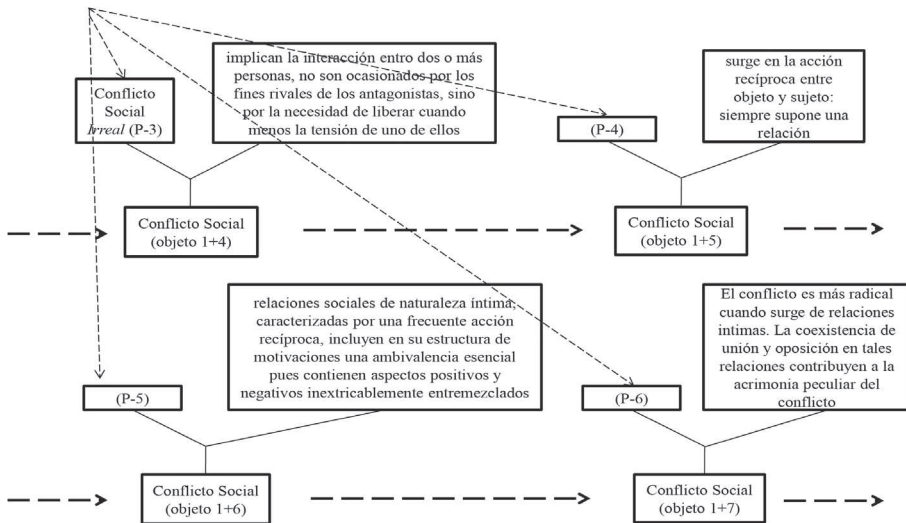 implican la interacción entre dos o más
personas, no son ocasionados por los
fines rivales de los antagonistas, sino
por la necesidad de liberar cuando
menos la tensión de uno de ellos
Conflicto
Social
Irreal (P-3)
surge en la acción
recíproca entre
objeto y sujeto:
siempre supone una
relación
(P-4)
Conflicto Social
(objeto 1+4)
Conflicto Social
(objeto 1+5)
relaciones sociales de naturaleza íntima,
caracterizadas por una frecuente acción
recíproca, incluyen en su estructura de
motivaciones una ambivalencia esencial
pues contienen aspectos positivos y
negativos inextricablemente entremezclados
(P-5)
El conflicto es más radical
cuando surge de relaciones
intimas. La coexistencia de
unión y oposición en tales
relaciones contribuyen a la
acrimonia peculiar del
conflicto
(P-6)
Conflicto Social
(objeto 1+6)
Conflicto Social
(objeto 1+7)